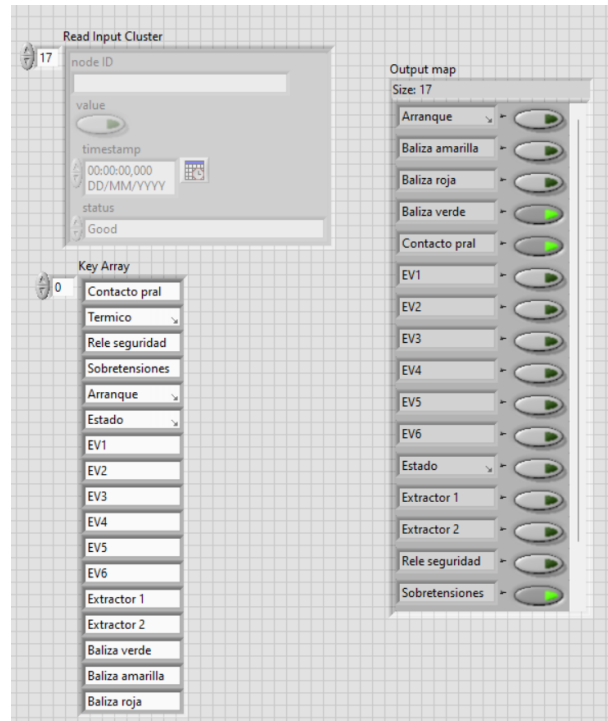 Read Input Cluster
17
node ID
value
timestamp
00:00:00,000
DD/MM/YYYY
status
Good
Key Array
0
Contacto pral
Termico
Rele seguridad
Sobretensiones
Arranque
Estado
EV1
EV2
EV3
EV4
EV5
EV6
Extractor 1
Extractor 2
Baliza verde
Baliza amarilla
Baliza roja
Output map
Size: 17
Arranque
Baliza amarilla
Baliza roja
Baliza verde
Contacto pral
EV1
EV2
EV3
EV4
EV5
EV6
Estado
Extractor 1
Extractor 2
Rele seguridad
Sobretensiones